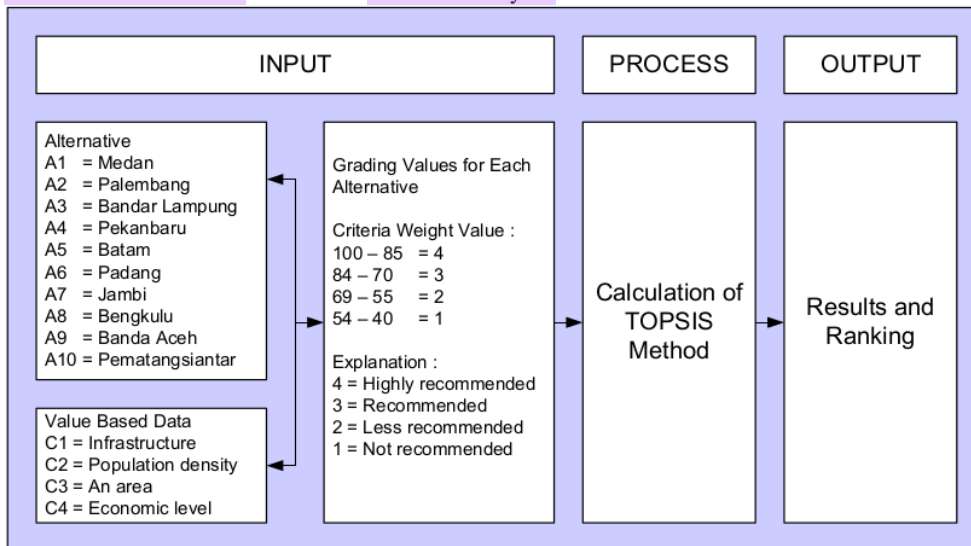 INPUT
PROCESS
OUTPUT
Alternative
A1 = Medan
A2 = Palembang
A3 = Bandar Lampung
A4 = Pekanbaru
A5 = Batam
A6 = Padang
A7 = Jambi
A8 = Bengkulu
A9 = Banda Aceh
A10 = Pematangsiantar
Value Based Data
C1 = Infrastructure
C2 = Population density
C3 = An area
C4 = Economic level
Grading Values for Each
Alternative
Criteria Weight Value :
100 – 85 = 4
84 – 70 = 3
69 – 55 = 2
54 – 40 = 1
Explanation :
4 = Highly recommended
3 = Recommended
2 = Less recommended
1 = Not recommended
Calculation of
TOPSIS
Method
Results and
Ranking